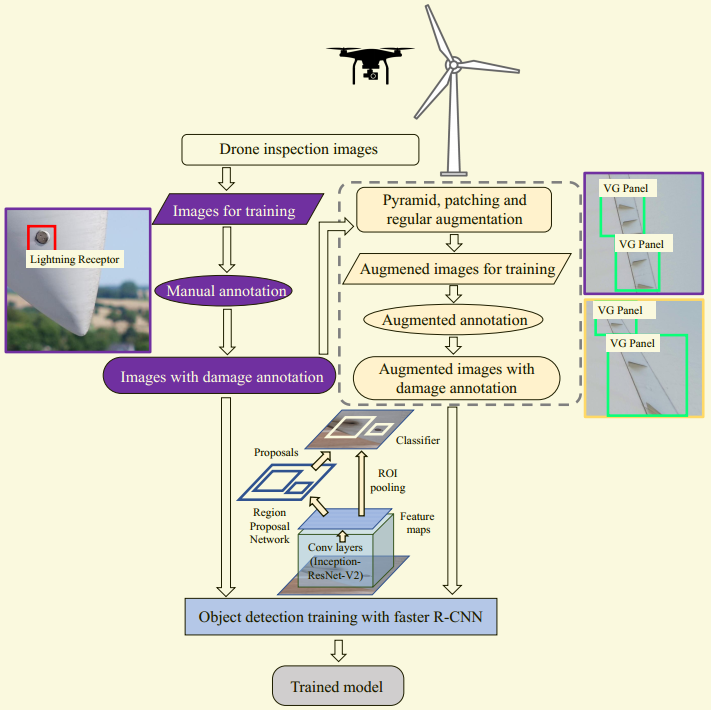 Drone inspection images
Images for training
Pyramid, patching and
regular augmentation
VG Panel
VG Panel
Lightning Receptor
Manual annotation
Augmened images for training
Augmented annotation
VG Panel
VG Panel
Images with damage annotation
Augmented images with
damage annotation
Classifier
Proposals
ROI
pooling
Region
Proposal
Network
Feature
maps
Conv layers
(Inception-
ResNet-V2)
Object detection training with faster R-CNN
Trained model